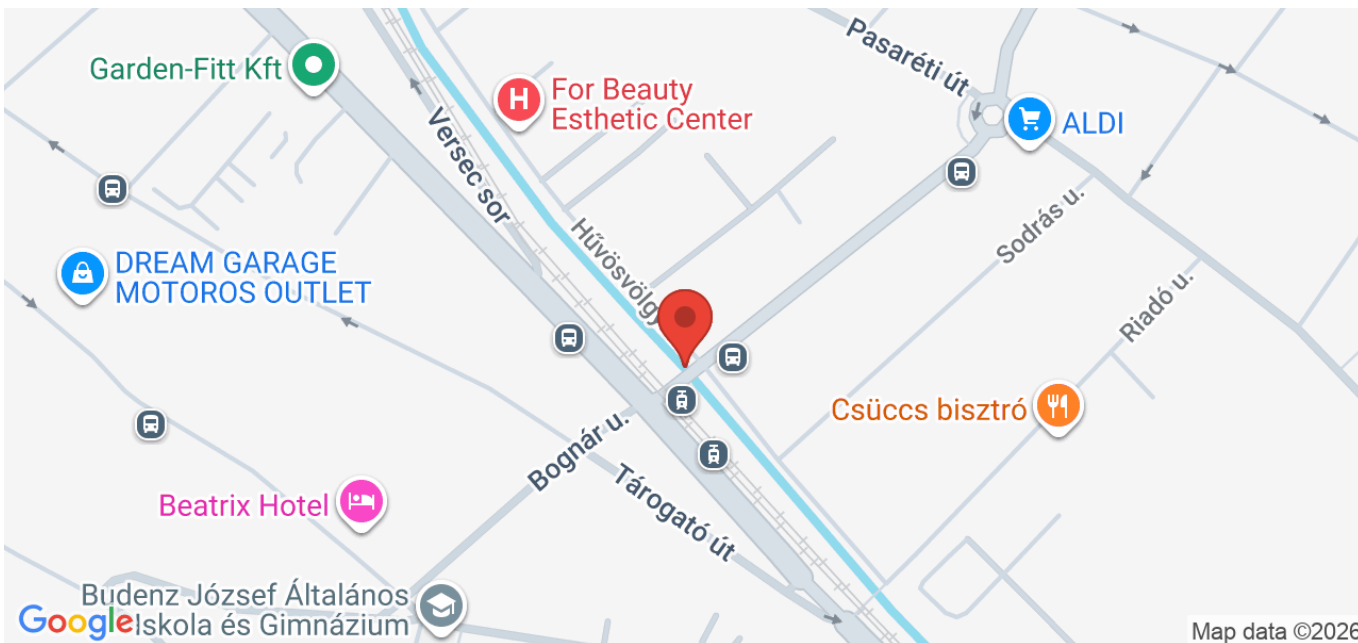 Pasaréti út
Garden-Fitt Kft
For Beauty
Esthetic Center
ALDI
Versec sor
Sodrás u.
Hűvösvölgy
DREAM GARAGE
MOTOROS OUTLET
Riadó u.
Csüccs bisztró
Bognár u.
Tárogató út
Beatrix Hotel
Budenz József Általános
Iskola és Gimnázium
Google
Map data ©2026